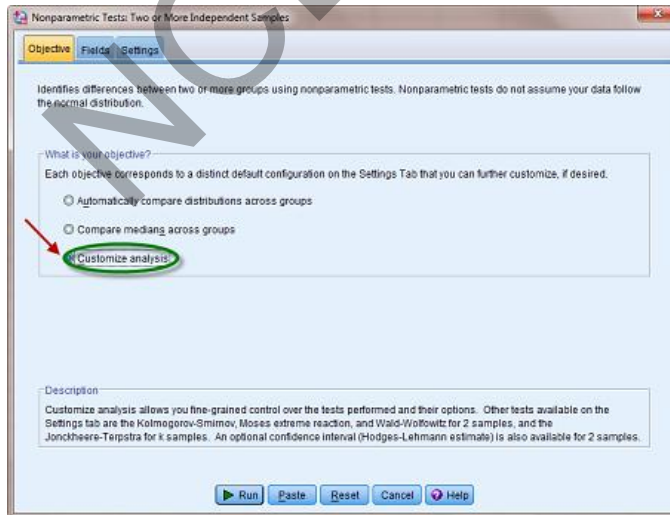 Nonparametric Tests: Two or More Independent Samples
Objective Fields Settings
Identifies differences between two or more groups using nonparametric tests. Nonparametric tests do not assume your data follow
the normal distribution.
What is your objective?
Each objective corresponds to a distinct default configuration on the Settings Tab that you can further customize, if desired.
Automatically compare distributions across groups
Compare medians across groups
Customize analysis
Description
Customize analysis allows you fine-grained control over the tests performed and their options. Other tests available on the
Settings tab are the Kolmogorov-Smirnov, Moses extreme reaction, and Wald-Wolfowitz for 2 samples, and the
Jonckheere-Terpstra for k samples. An optional confidence interval (Hodges-Lehmann estimate) is also available for 2 samples.
Run Paste Reset Cancel Help